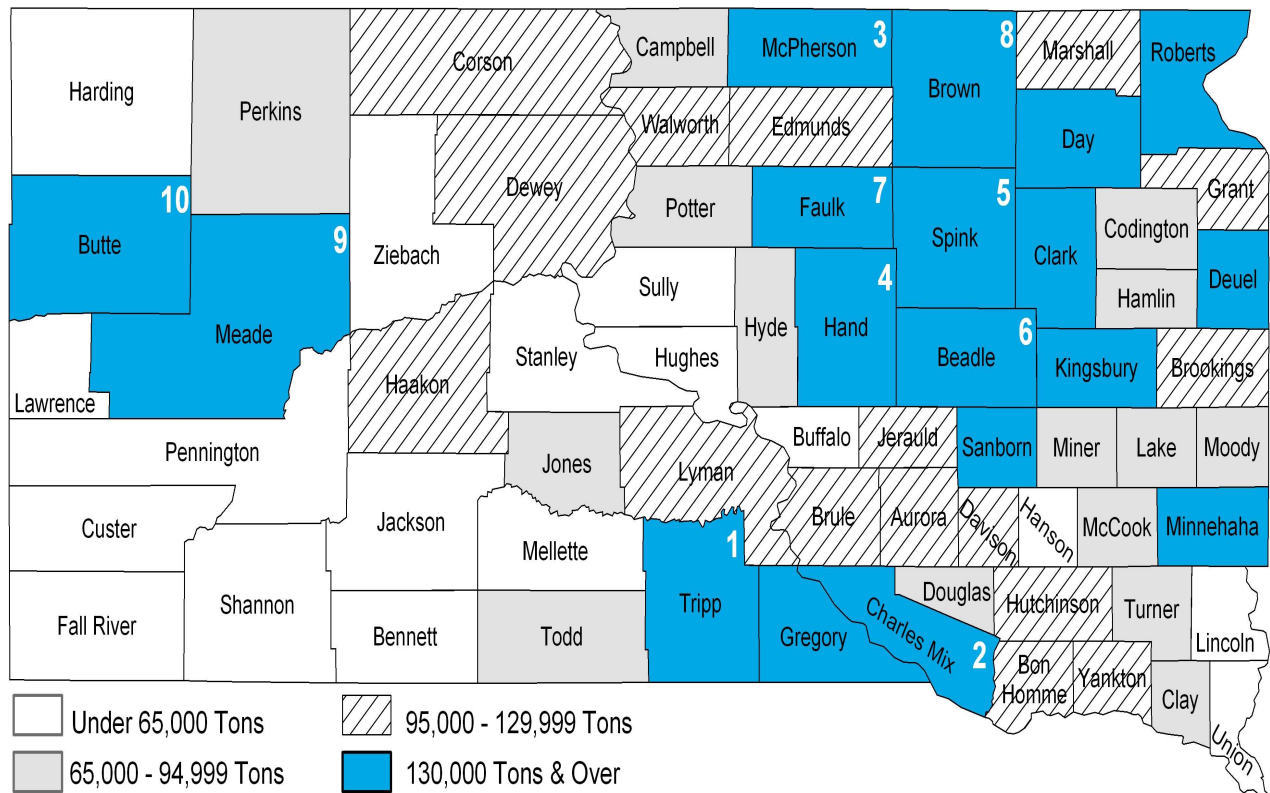 Harding
Perkins
Corson
Campbell
McPherson
3
Brown
8
Marshall
Roberts
Walworth
Edmunds
Day
Butte
10
Meade
9
Ziebach
Dewey
Potter
Faulk
7
Spink
5
Clark
Codington
Grant
Hamlin
Deuel
Sully
Hyde
Hand
4
Lawrence
Haakon
Stanley
Hughes
Beadle
6
Kingsbury
Brookings
Pennington
Jones
Lyman
Buffalo
Jerauld
Sanborn
Miner
Lake
Moody
Custer
Jackson
Mellette
Brule
Aurora
Davison
Hanson
McCook
Minnehaha
Fall River
Shannon
Bennett
Todd
Tripp
1
Gregory
Charles Mix
2
Douglas
Hutchinson
Turner
Lincoln
Bon
Homme
Yankton
Clay
Union
Under 65,000 Tons
95,000 - 129,999 Tons
65,000 - 94,999 Tons
130,000 Tons & Over